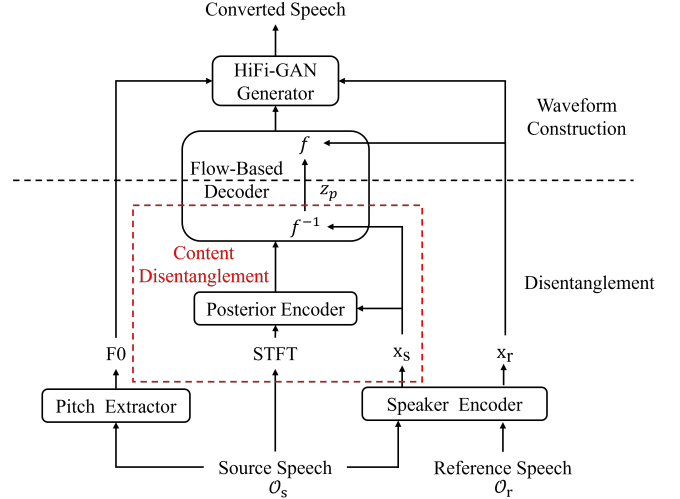 Converted Speech
HiFi-GAN
Generator
Waveform
Construction
f
Flow-Based
Decoder
z_p
f^{-1}
Content
Disentanglement
Disentanglement
Posterior Encoder
F0
STFT
x_s
x_r
Pitch Extractor
Speaker Encoder
Source Speech
𝒪_s
Reference Speech
𝒪_r